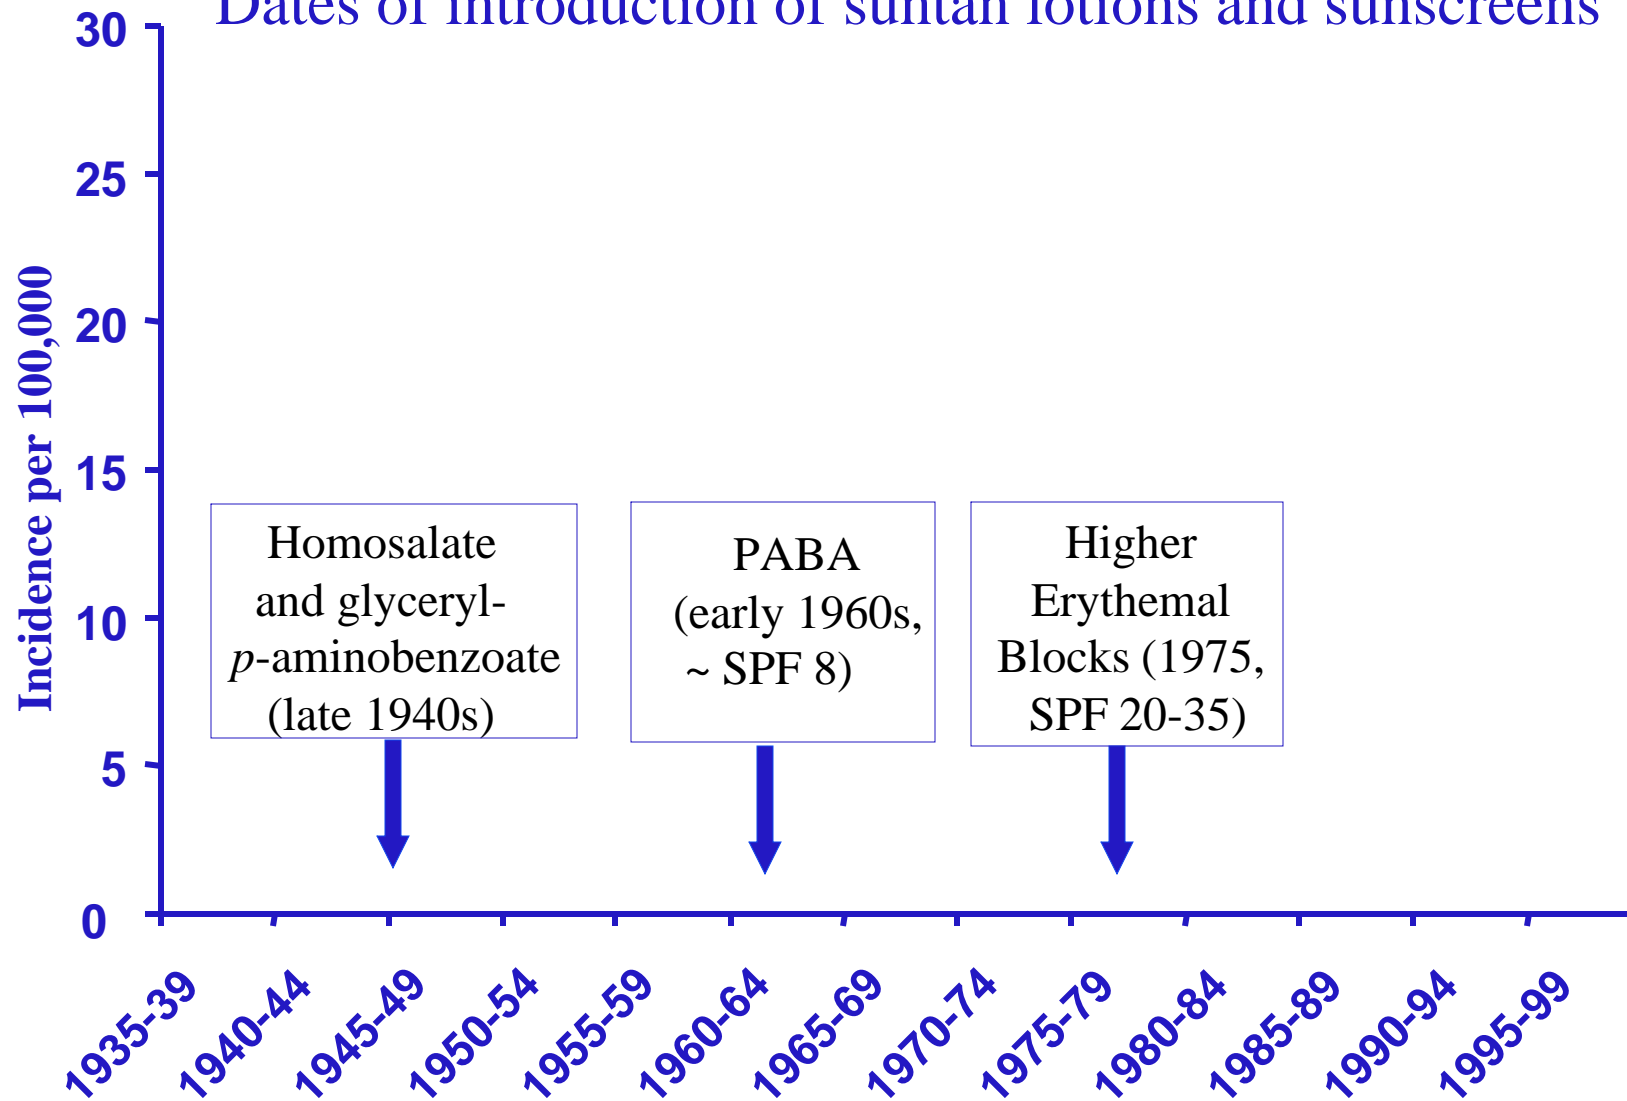 Dates of introduction of suntan lotions and sunscreens
30
25
20
15
10
5
0
Incidence per 100,000
Homosalate
and glyceryl-
p-aminobenzoate
(late 1940s)
PABA
(early 1960s,
~ SPF 8)
Higher
Erythemal
Blocks (1975,
SPF 20-35)
1935-39
1940-44
1945-49
1950-54
1955-59
1960-64
1965-69
1970-74
1975-79
1980-84
1985-89
1990-94
1995-99